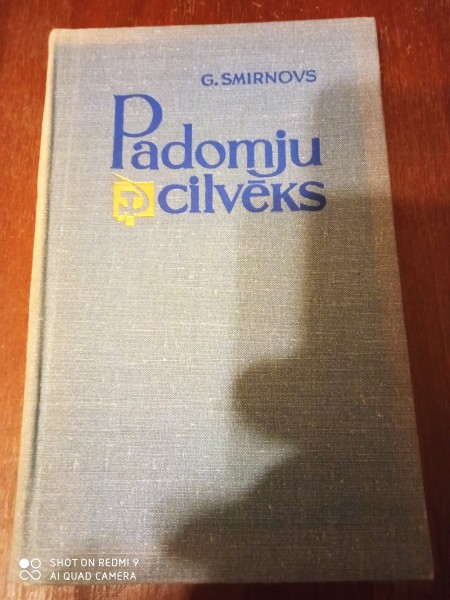 G. SMIRNOVS
Padomju
cilvēks
SHOT ON REDMI 9
AI QUAD CAMERA